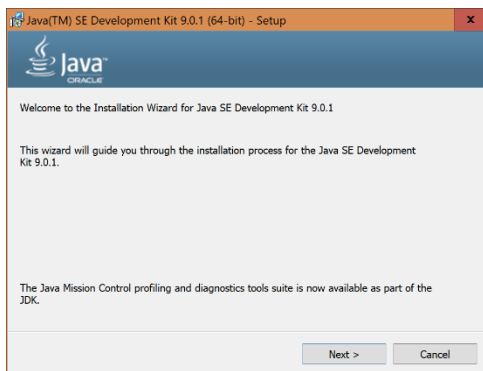 Java(TM) SE Development Kit 9.0.1 (64-bit) - Setup
x
Java™
ORACLE
Welcome to the Installation Wizard for Java SE Development Kit 9.0.1
This wizard will guide you through the installation process for the Java SE Development
Kit 9.0.1.
The Java Mission Control profiling and diagnostics tools suite is now available as part of the
JDK.
Next >
Cancel